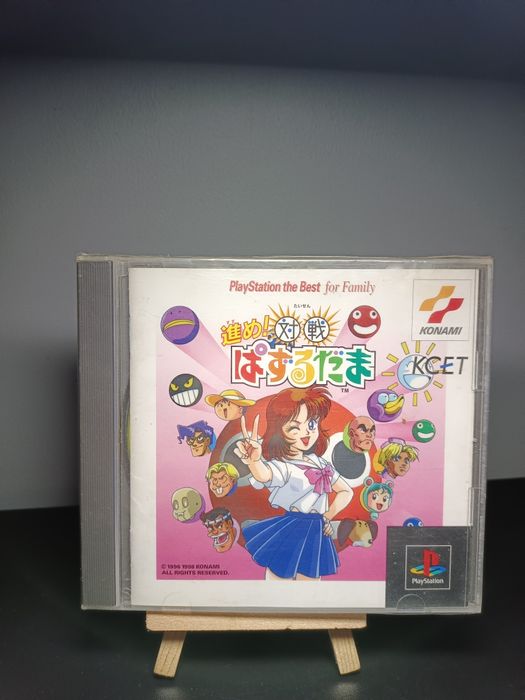 PlayStation the Best for Family
KONAMI
たいせん
進め!対戦
ぱずるだま
TM
KCET
© 1996 1998 KONAMI
ALL RIGHTS RESERVED.
PlayStation